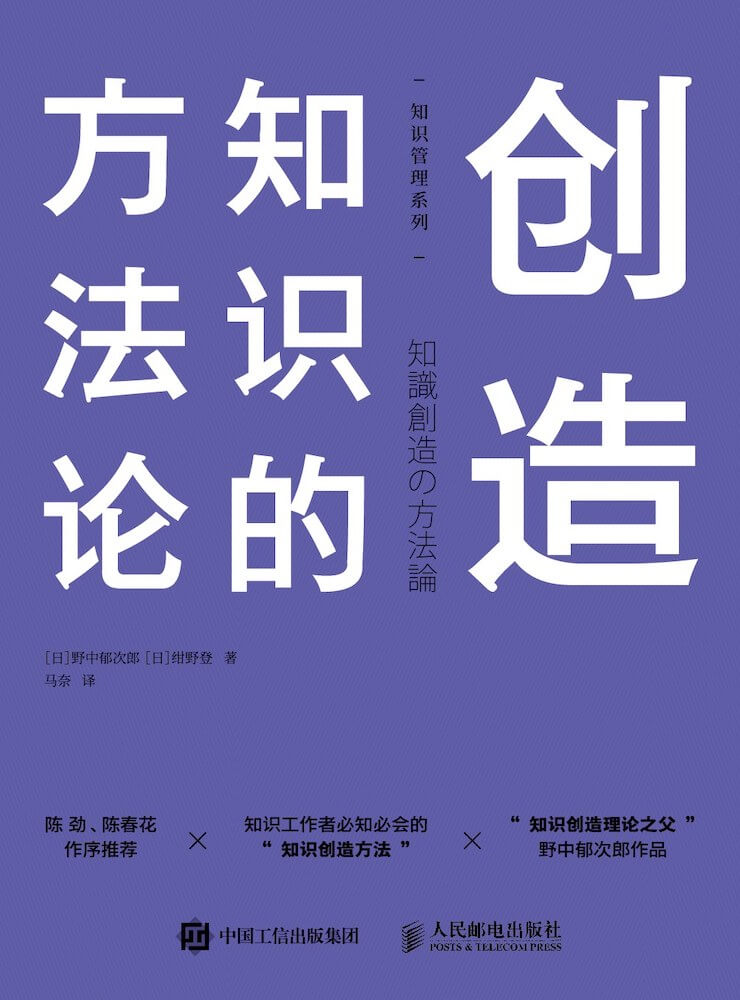 创造
知识的
方法论
知识管理系列
知識創造の方法論
[日]野中郁次郎 [日]绀野登 著
马奈 译
陈 劲、陈春花
作序推荐
×
知识工作者必知必会的
“知识创造方法”
×
“知识创造理论之父”
野中郁次郎作品
中国工信出版集团
人民邮电出版社
POSTS & TELECOM PRESS